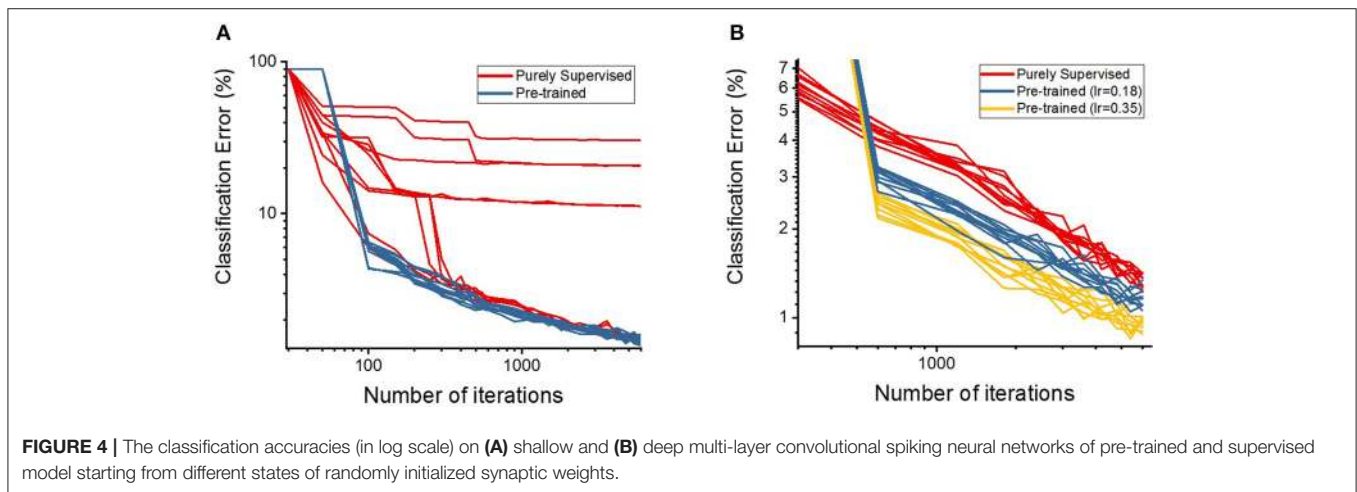 A
Classification Error (%)
100
10
Purely Supervised
Pre-trained
100
1000
Number of iterations
B
Classification Error (%)
7
6
5
4
3
2
1
Purely Supervised
Pre-trained (lr=0.18)
Pre-trained (lr=0.35)
1000
Number of iterations
FIGURE 4 | The classification accuracies (in log scale) on (A) shallow and (B) deep multi-layer convolutional spiking neural networks of pre-trained and supervised
model starting from different states of randomly initialized synaptic weights.